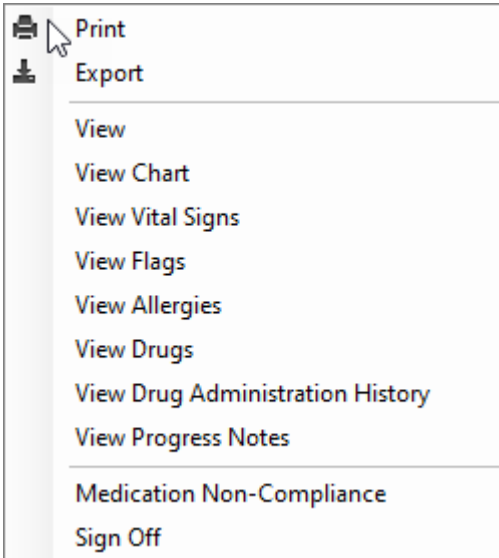 Print
Export
View
View Chart
View Vital Signs
View Flags
View Allergies
View Drugs
View Drug Administration History
View Progress Notes
Medication Non-Compliance
Sign Off